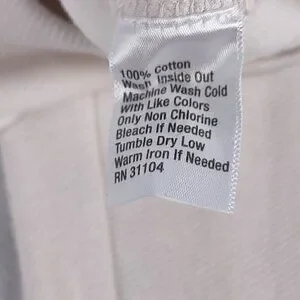 100% Cotton
Wash Inside Out
Machine Wash Cold
With Like Colors
Only Non Chlorine
Bleach If Needed
Tumble Dry Low
Warm Iron If Needed
RN 31104